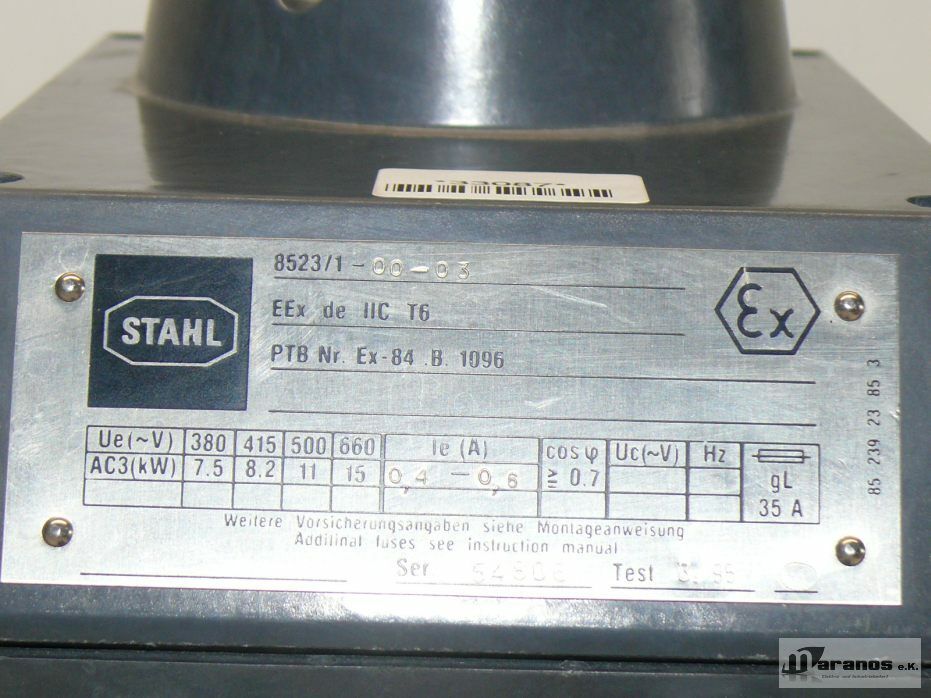 *33087*
STAHL
8523/1-00-03
EEx de IIC T6
PTB Nr. Ex-84 .B. 1096
Ex
85 239 23 85 3
Ue(~V) 380 415 500 660 Ie (A) cos φ Uc(~V) Hz
AC3(kW) 7.5 8.2 11 15 0,4 - 0,6 ≧ 0.7 gL
35 A
Weitere Vorsicherungsangaben siehe Montageanweisung
Additinal fuses see instruction manual
Ser Test
Maranos e.K.